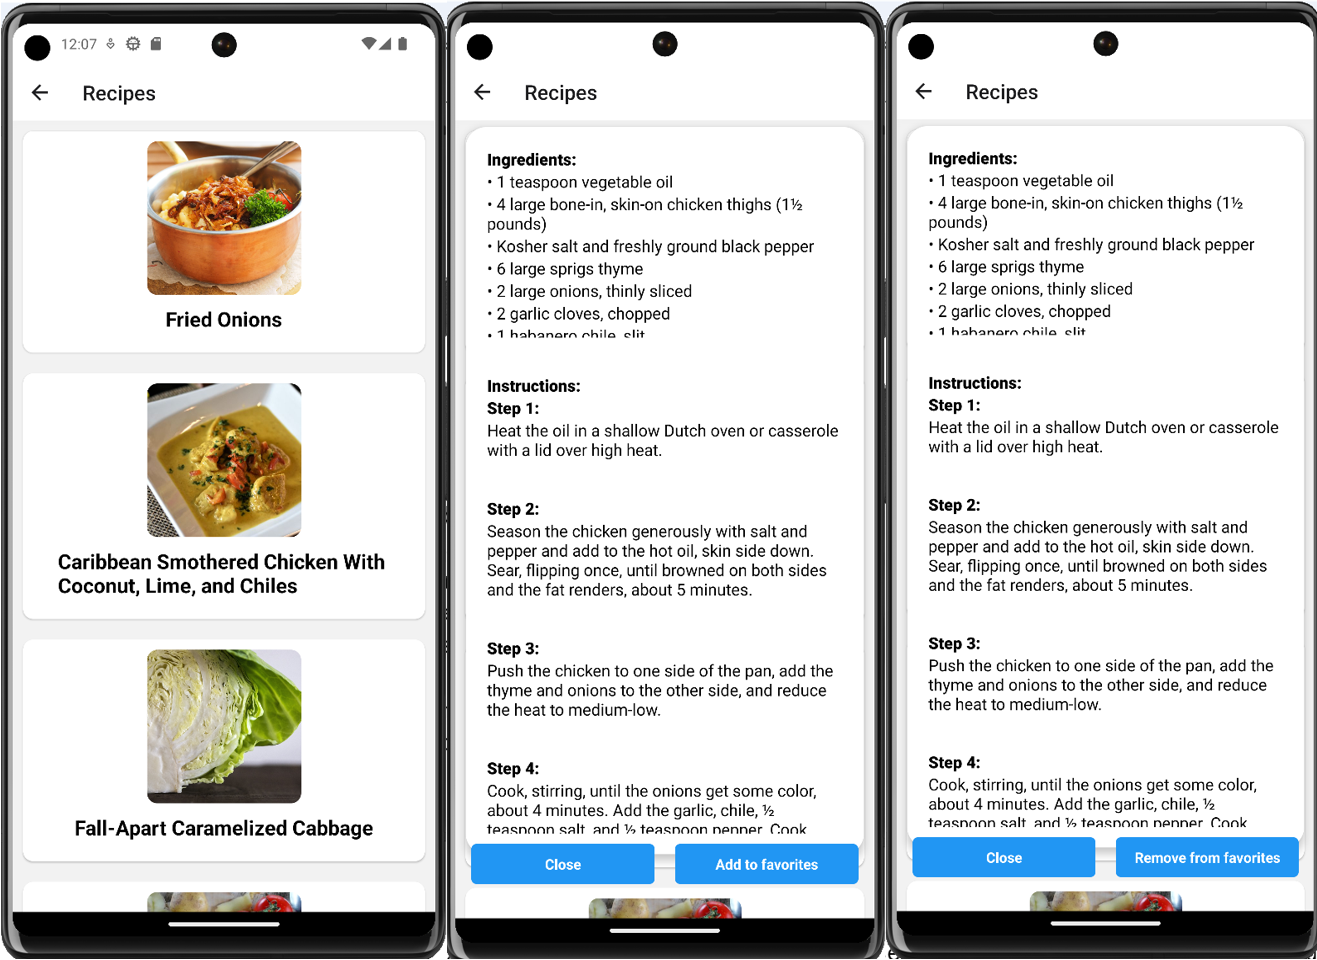 12:07
Recipes
Fried Onions
Caribbean Smothered Chicken With
Coconut, Lime, and Chiles
Fall-Apart Caramelized Cabbage
Recipes
Ingredients:
• 1 teaspoon vegetable oil
• 4 large bone-in, skin-on chicken thighs (1½
pounds)
• Kosher salt and freshly ground black pepper
• 6 large sprigs thyme
• 2 large onions, thinly sliced
• 2 garlic cloves, chopped
• 1 habanero chile, slit
Instructions:
Step 1:
Heat the oil in a shallow Dutch oven or casserole
with a lid over high heat.
Step 2:
Season the chicken generously with salt and
pepper and add to the hot oil, skin side down.
Sear, flipping once, until browned on both sides
and the fat renders, about 5 minutes.
Step 3:
Push the chicken to one side of the pan, add the
thyme and onions to the other side, and reduce
the heat to medium-low.
Step 4:
Cook, stirring, until the onions get some color,
about 4 minutes. Add the garlic, chile, ½
teaspoon salt, and ½ teaspoon pepper. Cook
Close
Add to favorites
Recipes
Ingredients:
• 1 teaspoon vegetable oil
• 4 large bone-in, skin-on chicken thighs (1½
pounds)
• Kosher salt and freshly ground black pepper
• 6 large sprigs thyme
• 2 large onions, thinly sliced
• 2 garlic cloves, chopped
• 1 habanero chile, slit
Instructions:
Step 1:
Heat the oil in a shallow Dutch oven or casserole
with a lid over high heat.
Step 2:
Season the chicken generously with salt and
pepper and add to the hot oil, skin side down.
Sear, flipping once, until browned on both sides
and the fat renders, about 5 minutes.
Step 3:
Push the chicken to one side of the pan, add the
thyme and onions to the other side, and reduce
the heat to medium-low.
Step 4:
Cook, stirring, until the onions get some color,
about 4 minutes. Add the garlic, chile, ½
teaspoon salt, and ½ teaspoon pepper. Cook
Close
Remove from favorites